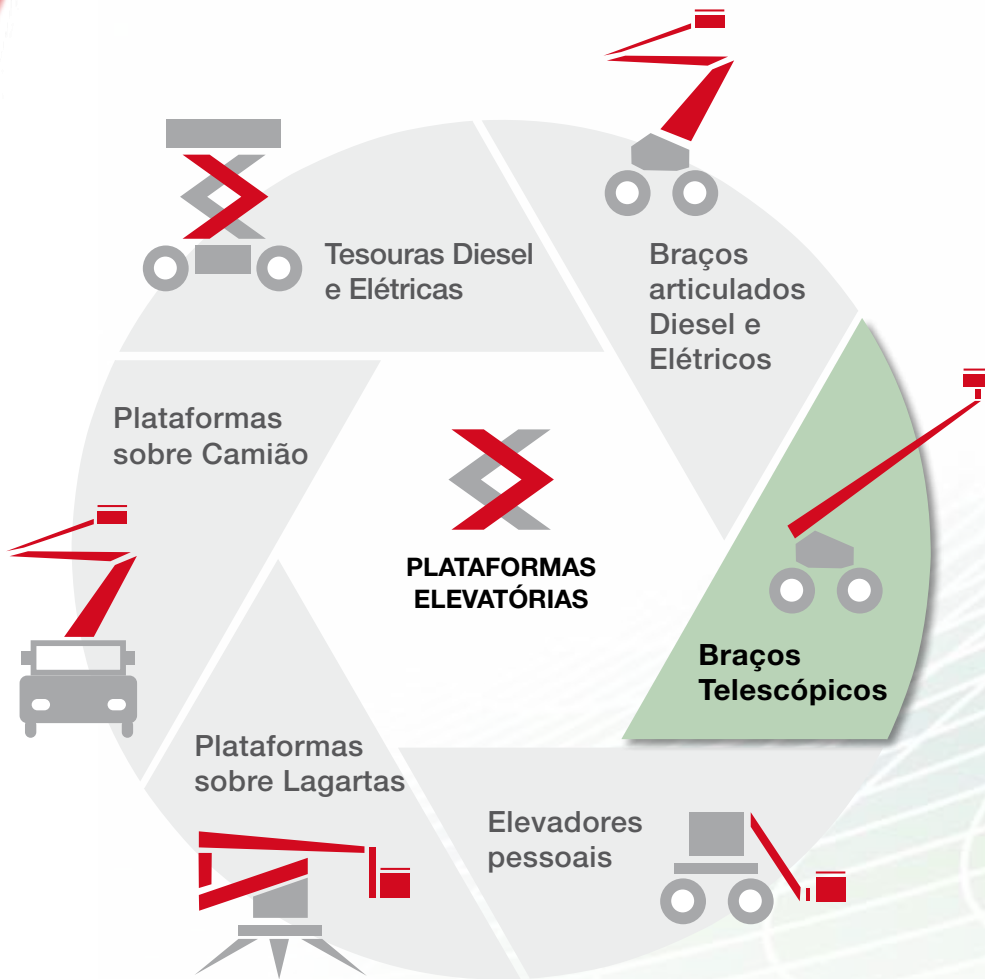 Tesouras Diesel
e Elétricas
Braços
articulados
Diesel e
Elétricos
Plataformas
sobre Camião
PLATAFORMAS
ELEVATÓRIAS
Braços
Telescópicos
Plataformas
sobre Lagartas
Elevadores
pessoais